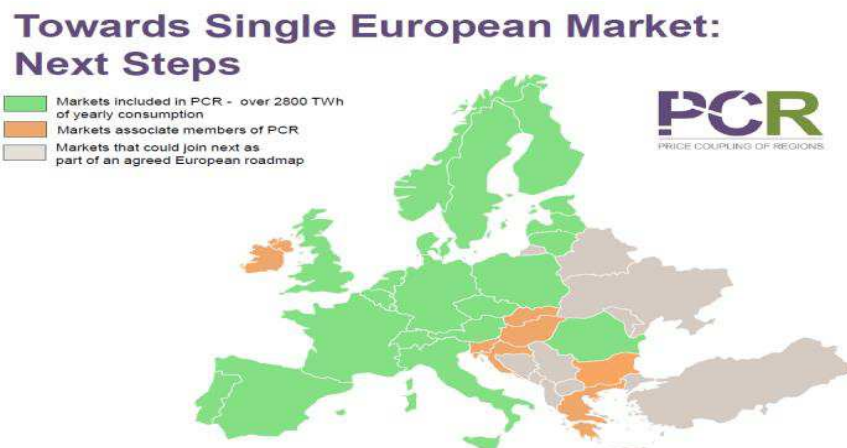 Towards Single European Market:
Next Steps
Markets included in PCR - over 2800 TWh
of yearly consumption
Markets associate members of PCR
Markets that could join next as
part of an agreed European roadmap
PCR
PRICE COUPLING OF REGIONS